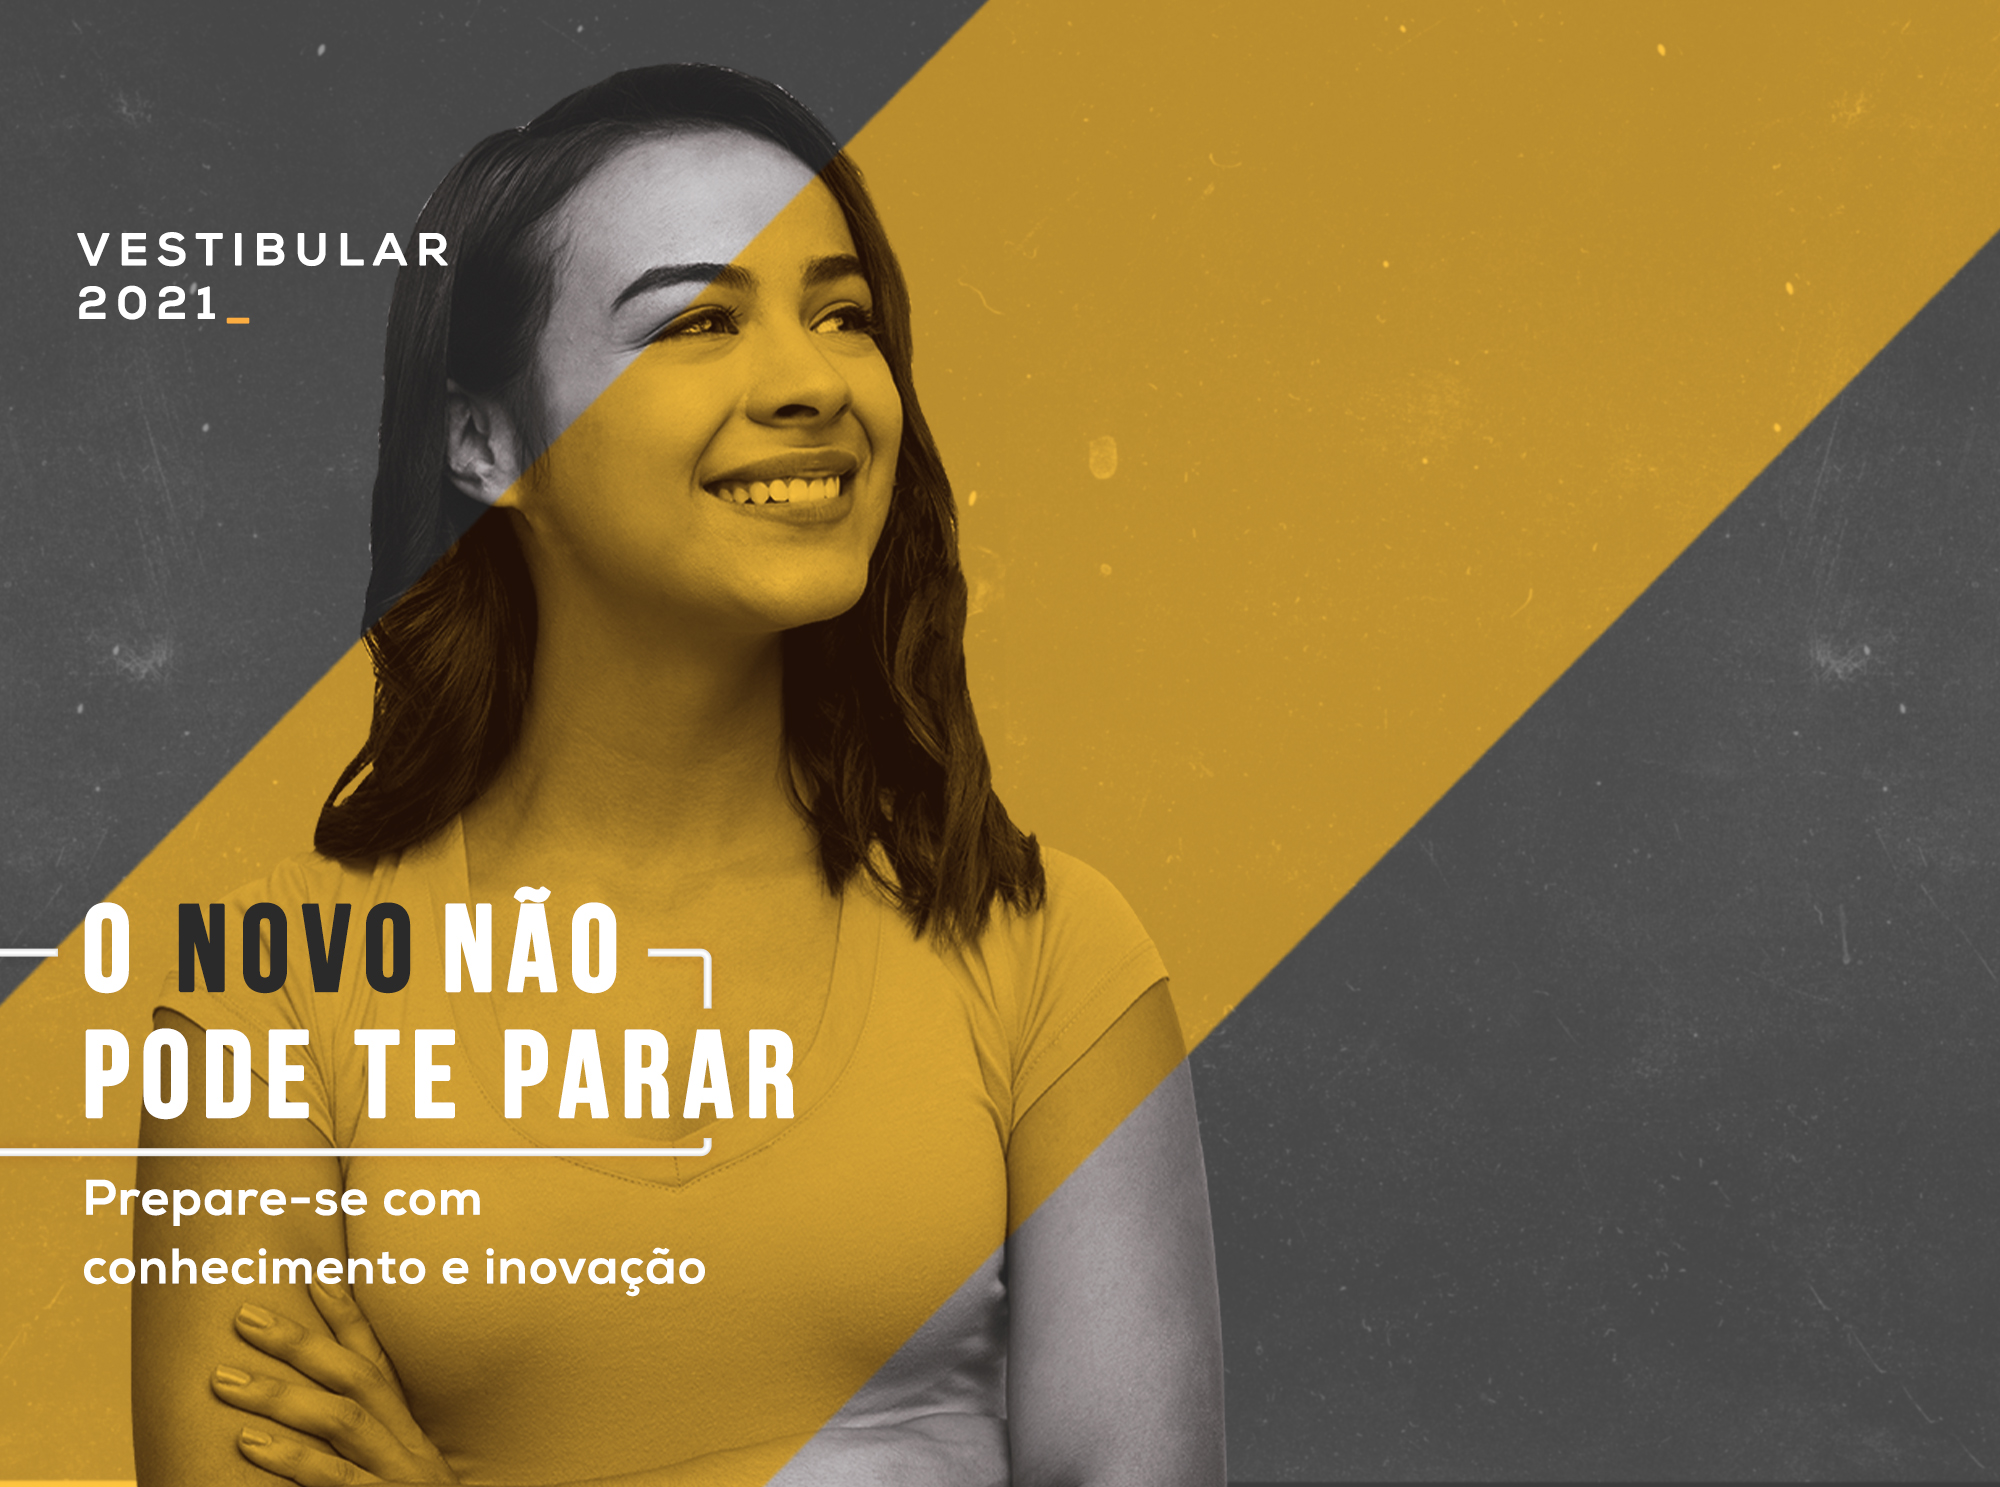 VESTIBULAR
2021_
O NOVO NÃO
PODE TE PARAR
Prepare-se com
conhecimento e inovação